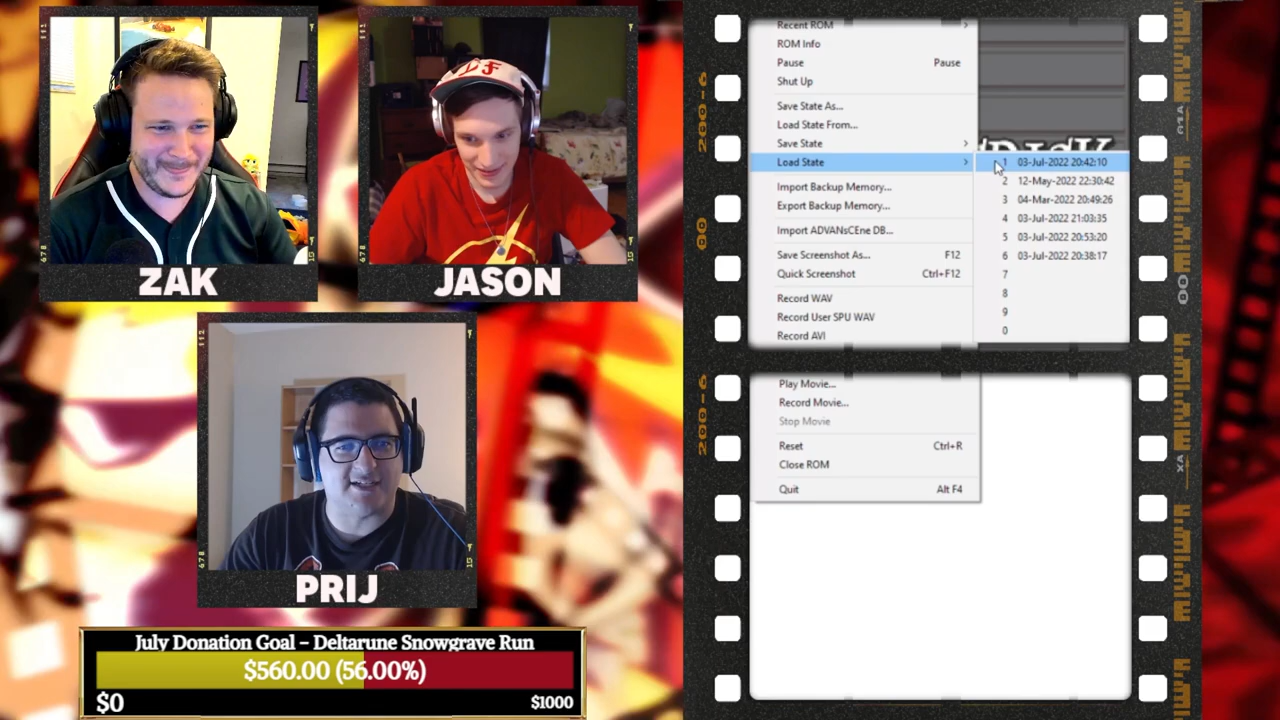 ZAK
JASON
PRIJ
July Donation Goal – Deltarune Snowgrave Run
$560.00 (56.00%)
$0
$1000
Recent ROM
ROM Info
Pause Pause
Shut Up
Save State As...
Load State From...
Save State
Load State
Import Backup Memory...
Export Backup Memory...
Import ADVANsCEne DB...
Save Screenshot As... F12
Quick Screenshot Ctrl+F12
Record WAV
Record User SPU WAV
Record AVI
1 03-Jul-2022 20:42:10
2 12-May-2022 22:30:42
3 04-Mar-2022 20:49:26
4 03-Jul-2022 21:03:35
5 03-Jul-2022 20:53:20
6 03-Jul-2022 20:38:17
7
8
9
0
Play Movie...
Record Movie...
Stop Movie
Reset Ctrl+R
Close ROM
Quit Alt F4
200-6
00
200-6